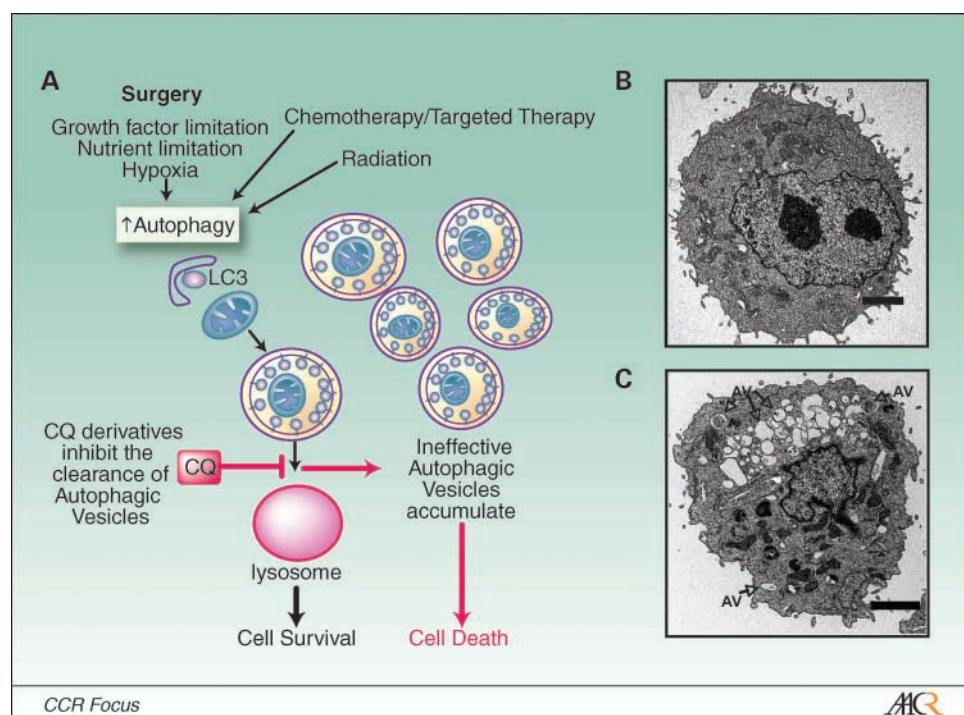 A
Surgery
Growth factor limitation
Nutrient limitation
Hypoxia
Chemotherapy/Targeted Therapy
Radiation
↑Autophagy
LC3
CQ derivatives
inhibit the
clearance of
Autophagic
Vesicles
CQ
Ineffective
Autophagic
Vesicles
accumulate
lysosome
Cell Survival
Cell Death
B
C
AV
AV
AV
CCR Focus
AACR